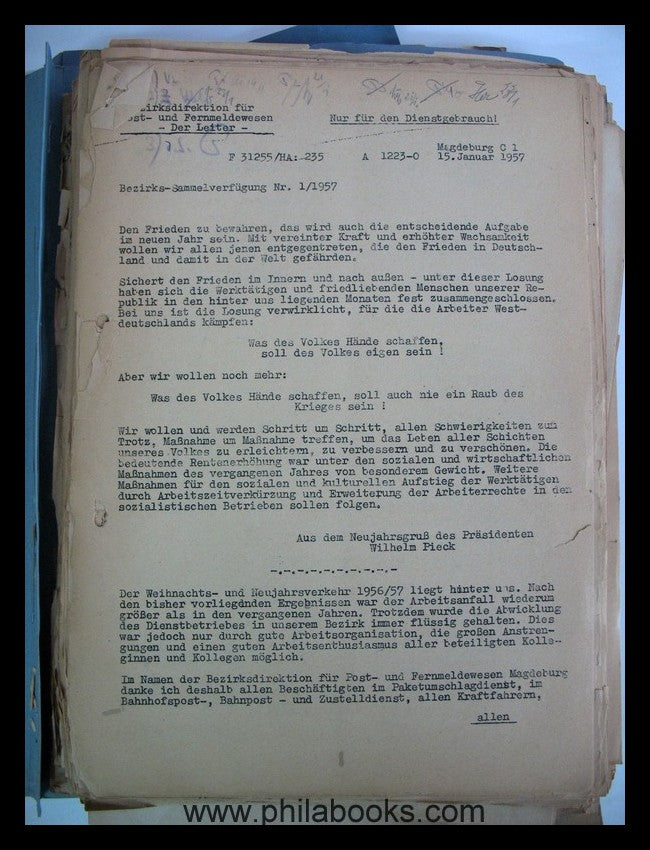 irksdirektion für
ost- und Fernmeldewesen
- Der Leiter -
Nur für den Dienstgebrauch!
Magdeburg C 1
F 31255/HA: 235 A 1223-0 15.Januar 1957
Bezirks-Sammelverfügung Nr. 1/1957
Den Frieden zu bewahren, das wird auch die entscheidende Aufgabe
im neuen Jahr sein. Mit vereinter Kraft und erhöhter Wachsamkeit
wollen wir allen jenen entgegentreten, die den Frieden in Deutsch-
land und damit in der Welt gefährden.
Sichert den Frieden im Innern und nach außen - unter dieser Losung
haben sich die Werktätigen und friedliebenden Menschen unserer Re-
publik in den hinter uns liegenden Monaten fest zusammengeschlossen.
Bei uns ist die Losung verwirklicht, für die die Arbeiter West-
deutschlands kämpfen:
Was des Volkes Hände schaffen,
soll des Volkes eigen sein !
Aber wir wollen noch mehr:
Was des Volkes Hände schaffen, soll auch nie ein Raub des
Krieges sein !
Wir wollen und werden Schritt um Schritt, allen Schwierigkeiten zum
Trotz, Maßnahme um Maßnahme treffen, um das Leben aller Schichten
unseres Volkes zu erleichtern, zu verbessern und zu verschönen. Die
bedeutende Rentenerhöhung war unter den sozialen und wirtschaftlichen
Maßnahmen des vergangenen Jahres von besonderem Gewicht. Weitere
Maßnahmen für den sozialen und kulturellen Aufstieg der Werktätigen
durch Arbeitszeitverkürzung und Erweiterung der Arbeiterrechte in den
sozialistischen Betrieben sollen folgen.
Aus dem Neujahrsgruß des Präsidenten
Wilhelm Pieck
-.-.-.-.-.-.-.-.-.-
Der Weihnachts- und Neujahrsverkehr 1956/57 liegt hinter uns. Nach
den bisher vorliegenden Ergebnissen war der Arbeitsanfall wiederum
größer als in den vergangenen Jahren. Trotzdem wurde die Abwicklung
des Dienstbetriebes in unserem Bezirk immer flüssig gehalten. Dies
war jedoch nur durch gute Arbeitsorganisation, die großen Anstren-
gungen und einen guten Arbeitsenthusiasmus aller beteiligten Kolle-
ginnen und Kollegen möglich.
Im Namen der Bezirksdirektion für Post- und Fernmeldewesen Magdeburg
danke ich deshalb allen Beschäftigten im Paketumschlagdienst, im
Bahnhofspost-, Bahnpost - und Zustelldienst, allen Kraftfahrern,
allen
www.philabooks.com